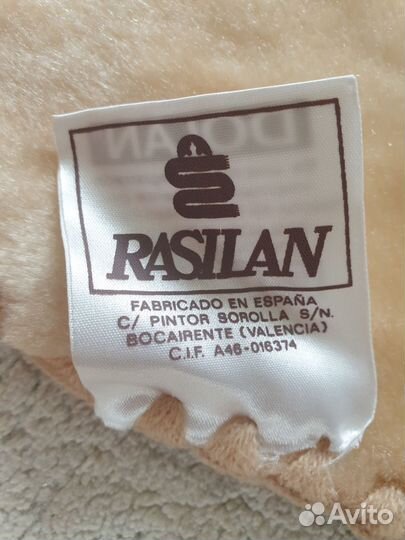 RASILAN
FABRICADO EN ESPAÑA
C/ PINTOR SOROLLA S/N.
BOCAIRENTE (VALENCIA)
C.I.F. A46-016374
Avito